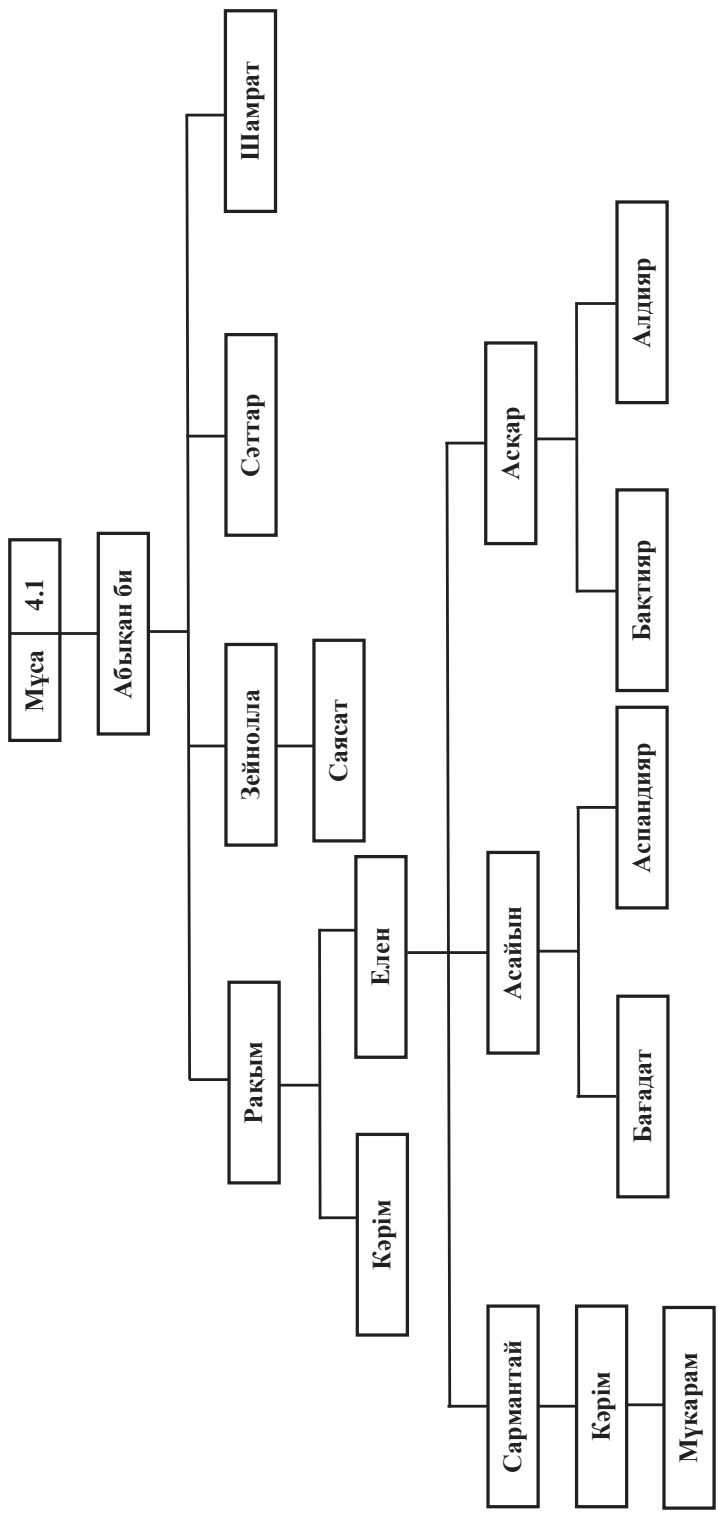 Мұса 4.1
Абықан би
Рақым
Зейнолла
Сәттар
Шамрат
Саясат
Кәрім
Елен
Сармантай
Асайын
Асқар
Кәрім
Мүкарам
Бағадат
Аспандияр
Бақтияр
Алдияр